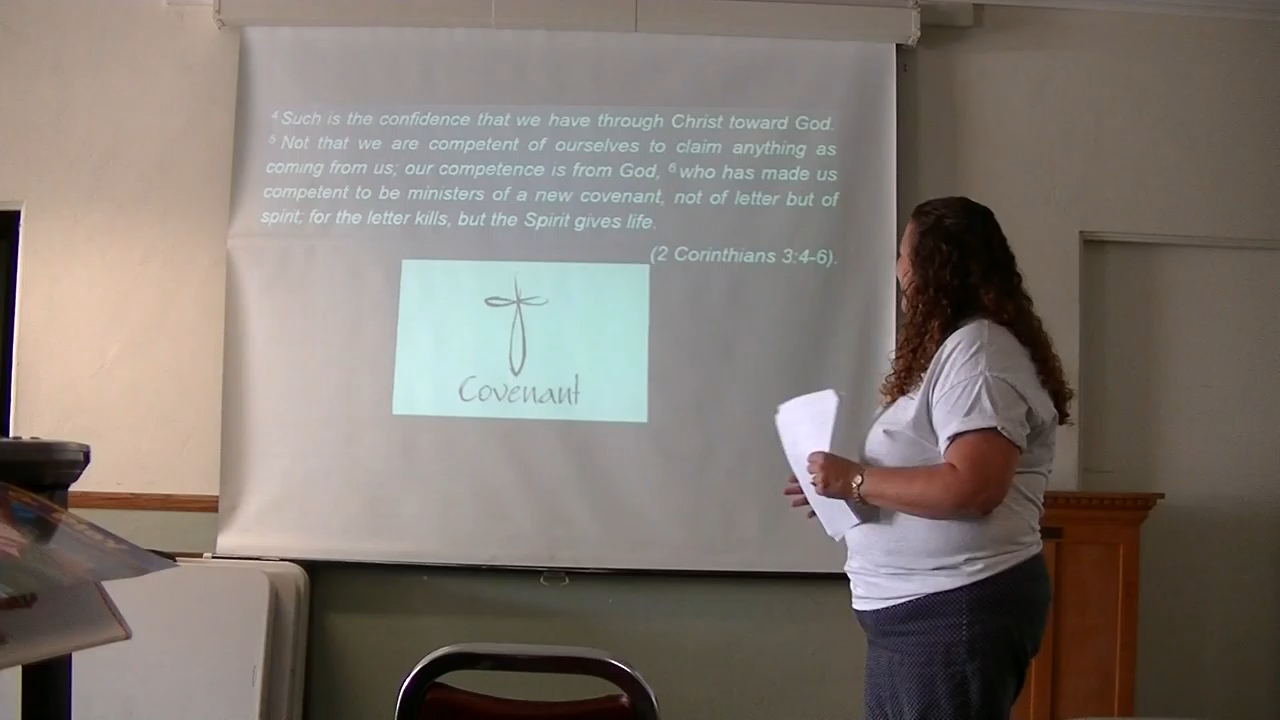 ⁴ Such is the confidence that we have through Christ toward God.
⁵ Not that we are competent of ourselves to claim anything as
coming from us; our competence is from God, ⁶ who has made us
competent to be ministers of a new covenant, not of letter but of
spirit; for the letter kills, but the Spirit gives life.
(2 Corinthians 3:4-6).
Covenant